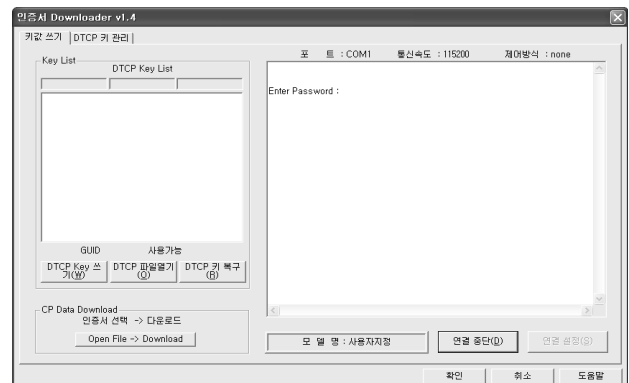 인증서 Downloader v1.4
키값 쓰기 DTCP 키 관리
Key List
DTCP Key List
GUID 사용가능
DTCP Key 쓰기(W)
DTCP 파일열기(O)
DTCP 키 복구(B)
CP Data Download
인증서 선택 -> 다운로드
Open File -> Download
포 트 : COM1 통신속도 : 115200 제어방식 : none
Enter Password :
모 델 명 : 사용자지정
연결 중단(D)
연결 설정(S)
확인 취소 도움말